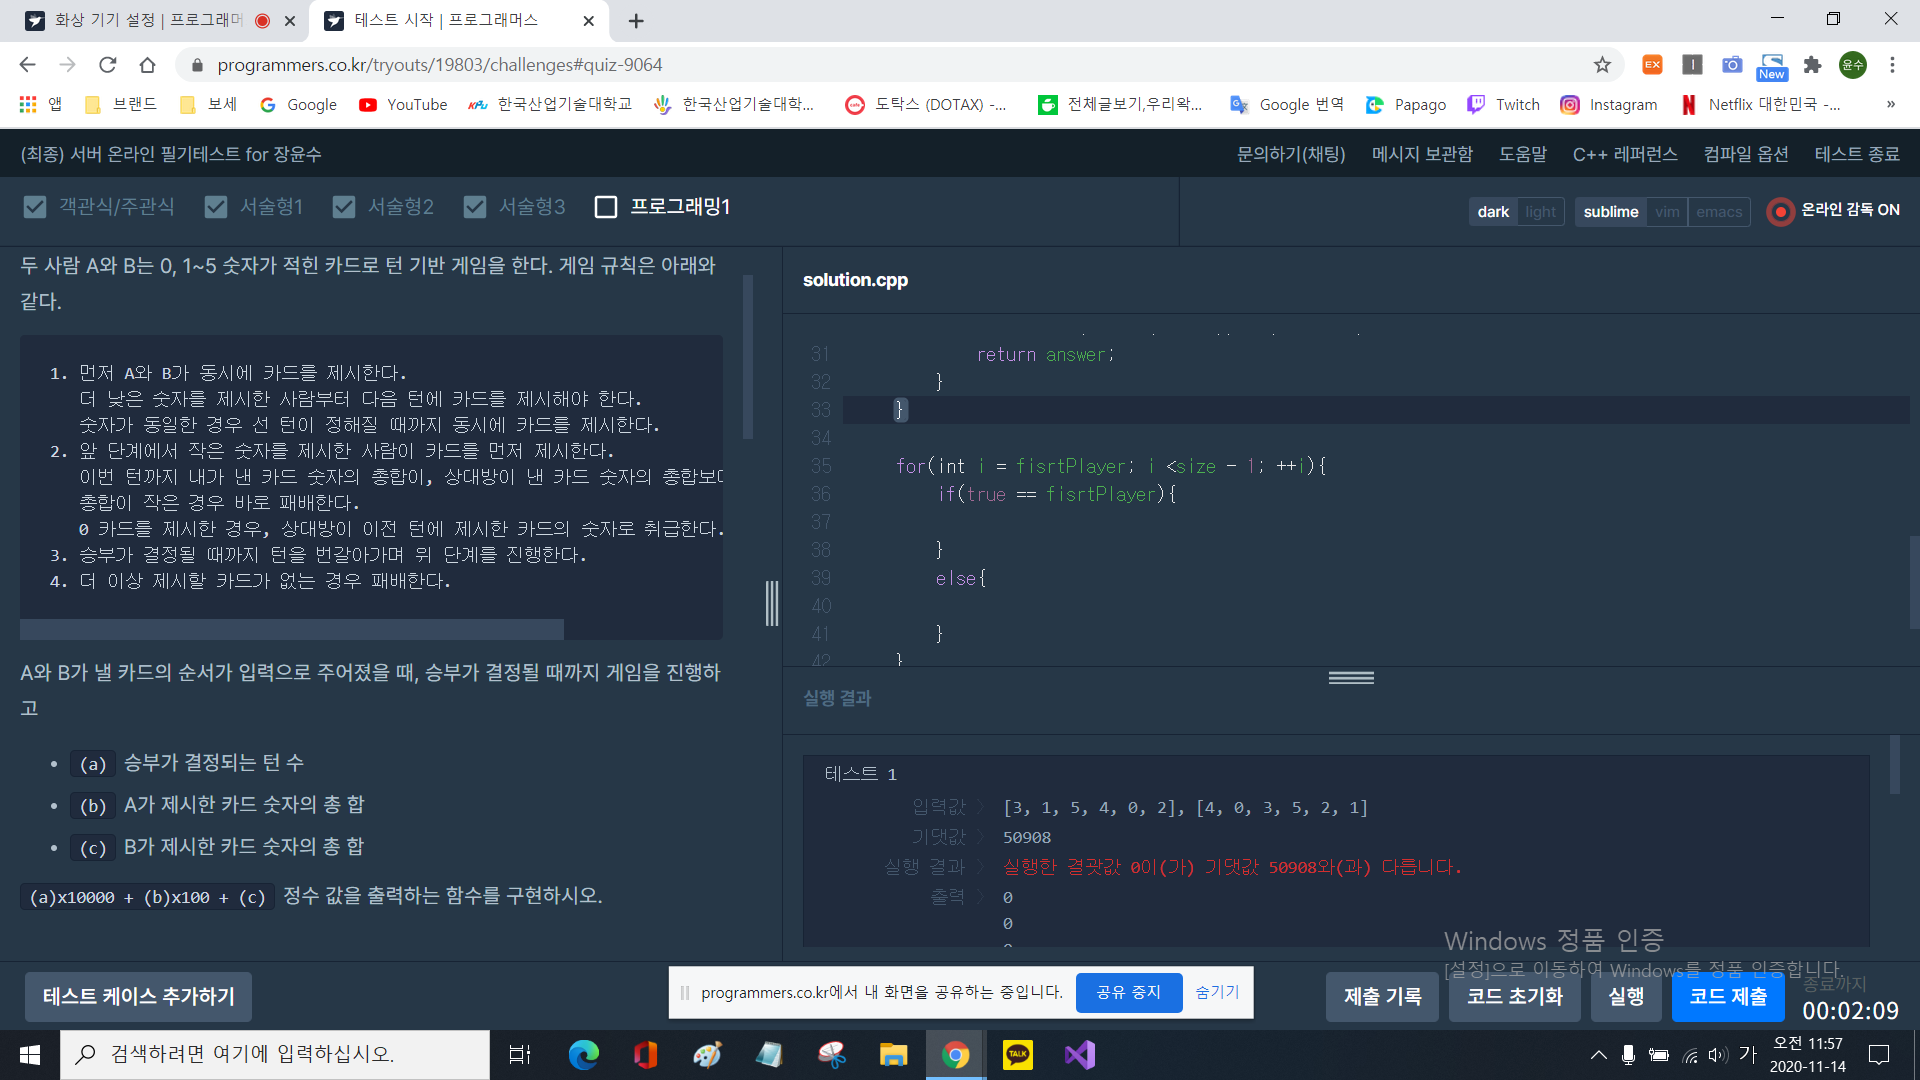 화상 기기 설정 | 프로그래머
테스트 시작 | 프로그래머스
programmers.co.kr/tryouts/19803/challenges#quiz-9064
EX
New
윤수
앱
브랜드
보세
Google
YouTube
한국산업기술대학교
한국산업기술대학...
도탁스 (DOTAX) -...
전체글보기,우리왁...
Google 번역
Papago
Twitch
Instagram
Netflix 대한민국 -...
»
(최종) 서버 온라인 필기테스트 for 장윤수
문의하기(채팅)
메시지 보관함
도움말
C++ 레퍼런스
컴파일 옵션
테스트 종료
객관식/주관식
서술형1
서술형2
서술형3
프로그래밍1
dark
light
sublime
vim
emacs
온라인 감독 ON
두 사람 A와 B는 0, 1~5 숫자가 적힌 카드로 턴 기반 게임을 한다. 게임 규칙은 아래와
같다.
1. 먼저 A와 B가 동시에 카드를 제시한다.
더 낮은 숫자를 제시한 사람부터 다음 턴에 카드를 제시해야 한다.
숫자가 동일한 경우 선 턴이 정해질 때까지 동시에 카드를 제시한다.
2. 앞 단계에서 작은 숫자를 제시한 사람이 카드를 먼저 제시한다.
이번 턴까지 내가 낸 카드 숫자의 총합이, 상대방이 낸 카드 숫자의 총합보다
총합이 작은 경우 바로 패배한다.
0 카드를 제시한 경우, 상대방이 이전 턴에 제시한 카드의 숫자로 취급한다.
3. 승부가 결정될 때까지 턴을 번갈아가며 위 단계를 진행한다.
4. 더 이상 제시할 카드가 없는 경우 패배한다.
A와 B가 낼 카드의 순서가 입력으로 주어졌을 때, 승부가 결정될 때까지 게임을 진행하
고
• (a) 승부가 결정되는 턴 수
• (b) A가 제시한 카드 숫자의 총 합
• (c) B가 제시한 카드 숫자의 총 합
(a)x10000 + (b)x100 + (c) 정수 값을 출력하는 함수를 구현하시오.
solution.cpp
31 return answer;
32 }
33 }
34
35 for(int i = fisrtPlayer; i <size - 1; ++i){
36 if(true == fisrtPlayer){
37
38 }
39 else{
40
41 }
42 }
실행 결과
테스트 1
입력값 〉 [3, 1, 5, 4, 0, 2], [4, 0, 3, 5, 2, 1]
기댓값 〉 50908
실행 결과 〉 실행한 결괏값 0이(가) 기댓값 50908와(과) 다릅니다.
출력 〉 0
0
테스트 케이스 추가하기
programmers.co.kr에서 내 화면을 공유하는 중입니다.
공유 중지
숨기기
제출 기록
코드 초기화
실행
코드 제출
Windows 정품 인증
[설정]으로 이동하여 Windows를 정품 인증합니다.
종료까지
00:02:09
검색하려면 여기에 입력하십시오.
TALK
가
오전 11:57
2020-11-14